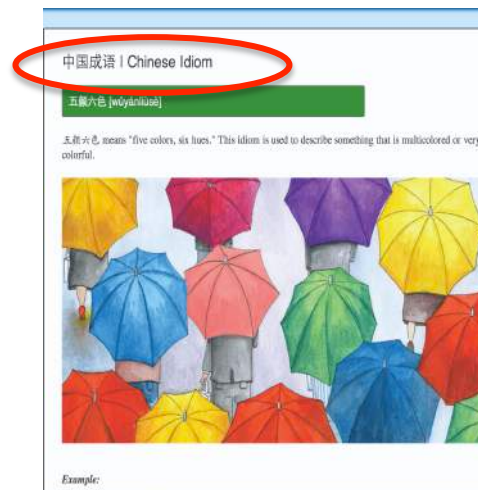 中国成语 | Chinese Idiom
五颜六色 [wǔyánliùsè]
五颜六色 means "five colors, six hues." This idiom is used to describe something that is multicolored or very
colorful.
Example: